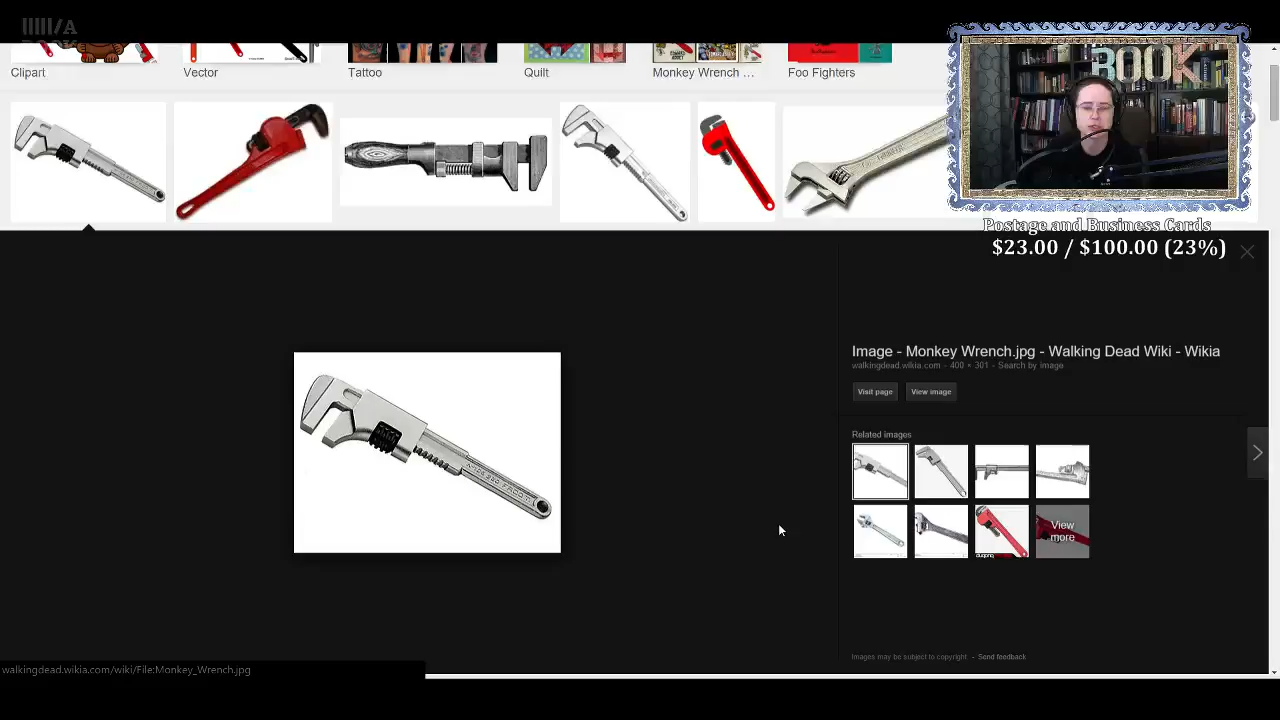 Clipart
Vector
Tattoo
Quilt
Monkey Wrench ...
Foo Fighters
BOOK
Postage and Business Cards
$23.00 / $100.00 (23%)
Image - Monkey Wrench.jpg - Walking Dead Wiki - Wikia
walkingdead.wikia.com - 400 × 301 - Search by image
Visit page
View image
Related images
View
more
Images may be subject to copyright. - Send feedback
walkingdead.wikia.com/wiki/File:Monkey_Wrench.jpg